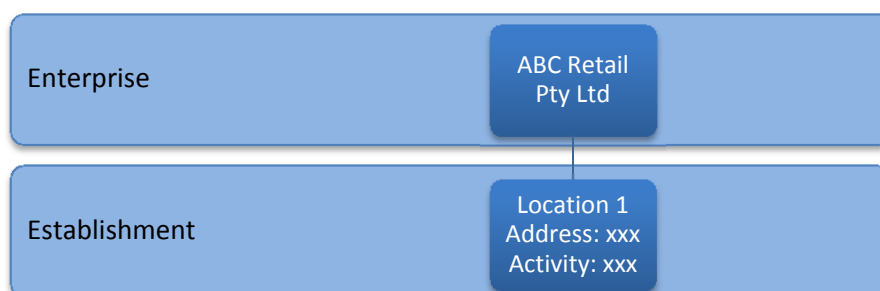 Enterprise
ABC Retail
Pty Ltd
Establishment
Location 1
Address: xxx
Activity: xxx